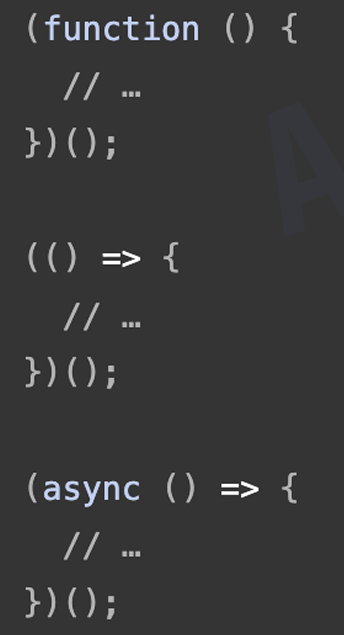 (function () {
  // …
})();

(() => {
  // …
})();

(async () => {
  // …
})();
A